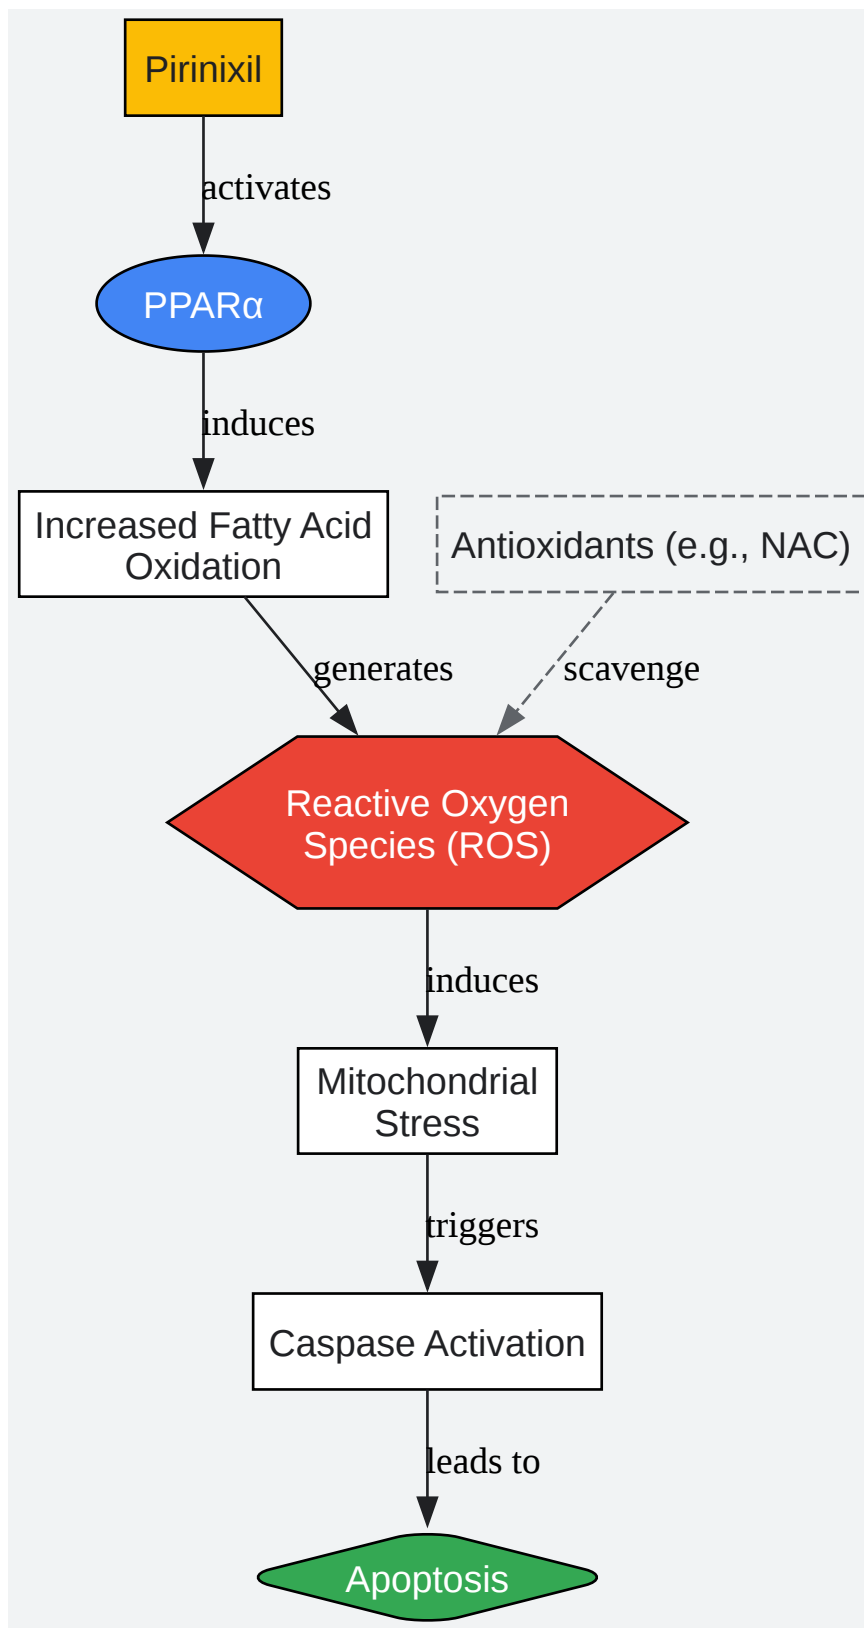 Pirinixil
activates
PPARα
induces
Increased Fatty Acid
Oxidation
Antioxidants (e.g., NAC)
generates
scavenge
Reactive Oxygen
Species (ROS)
induces
Mitochondrial
Stress
triggers
Caspase Activation
leads to
Apoptosis